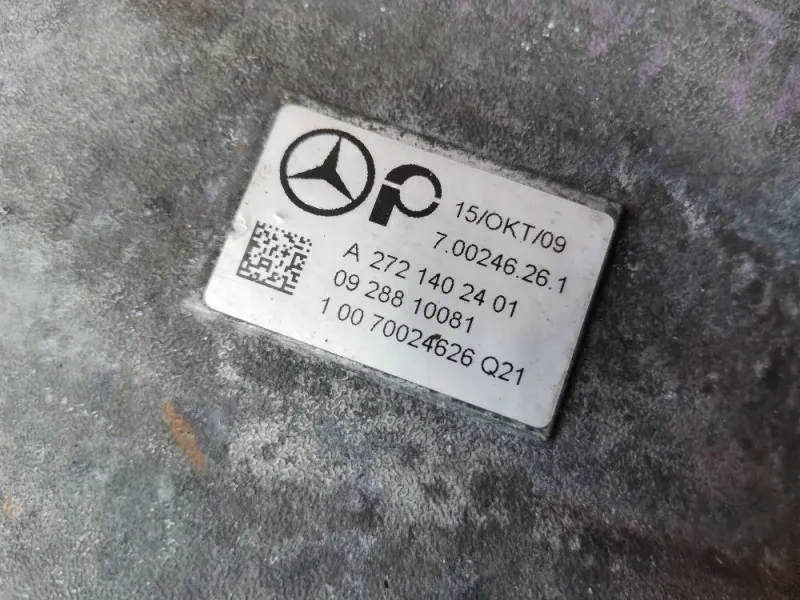 15/OKT/09
7.00246.26.1
A 272 140 24 01
09 288 10081
1 00 70024626 Q21